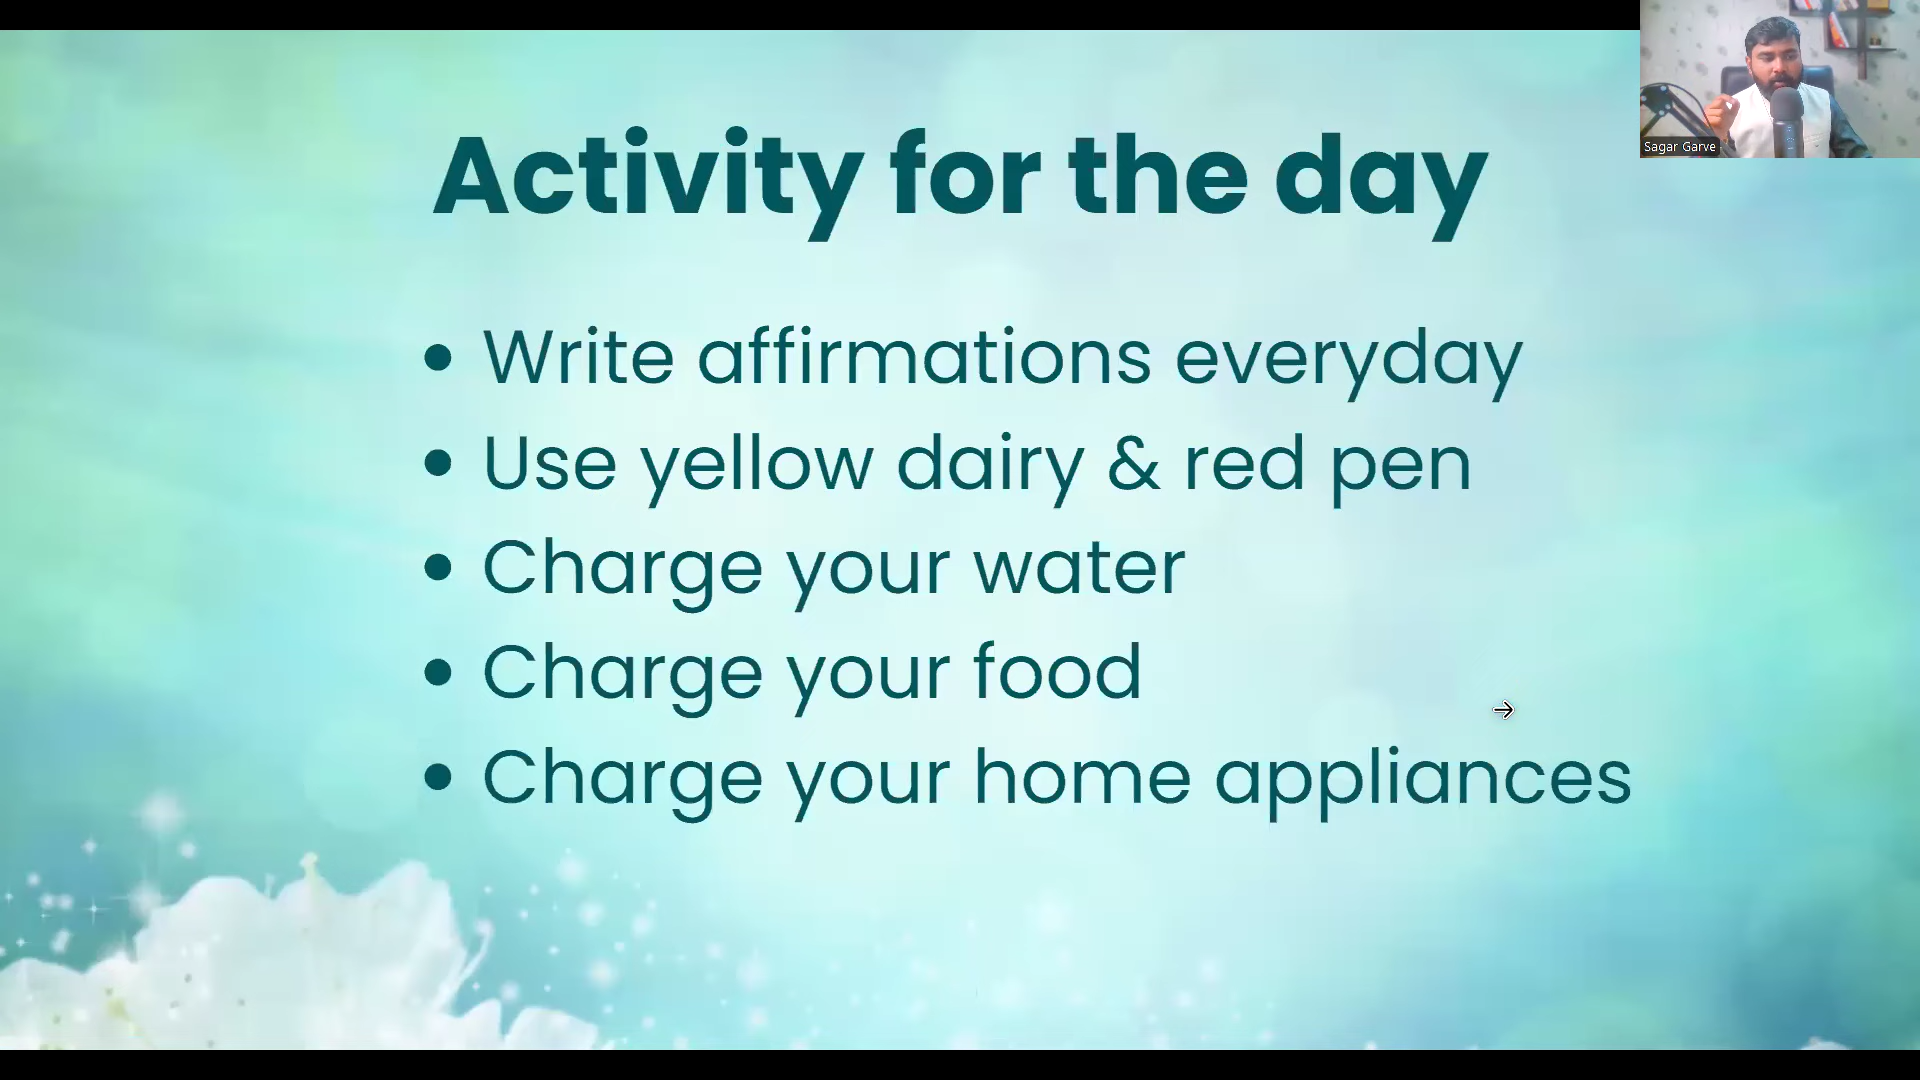 Sagar Garve
Activity for the day
• Write affirmations everyday
• Use yellow dairy & red pen
• Charge your water
• Charge your food
• Charge your home appliances